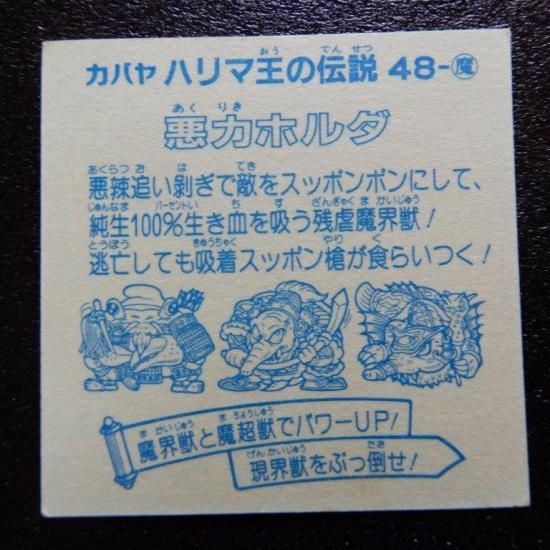 カバヤ ハリマ王の伝説 48-魔
悪力ホルダ
悪辣追い剥ぎで敵をスッポンポンにして、
純生100%生き血を吸う残虐魔界獣!
逃亡しても吸着スッポン槍が食らいつく!
魔界獣と魔超獣でパワーUP!
現界獣をぶっ倒せ!